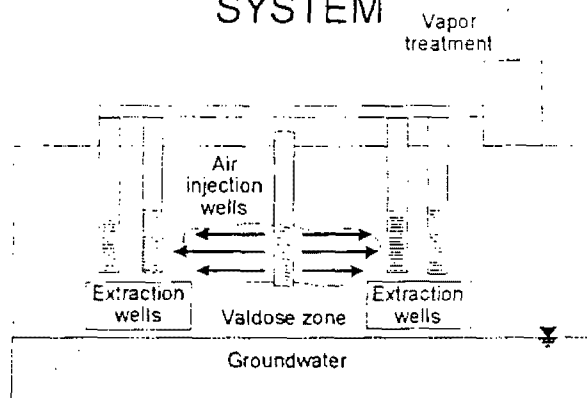 SYSTEM
Vapor
treatment
Air
injection
wells
Extraction
wells
Extraction
wells
Valdose zone
Groundwater